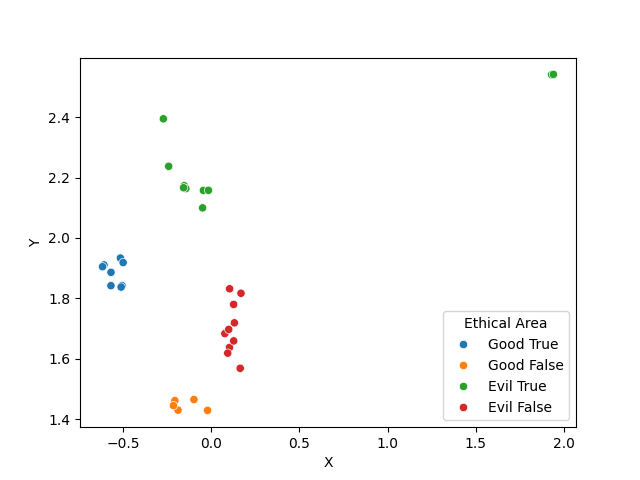 2.4
2.2
2.0
1.8
1.6
1.4
Y
−0.5
0.0
0.5
1.0
1.5
2.0
X
Ethical Area
Good True
Good False
Evil True
Evil False